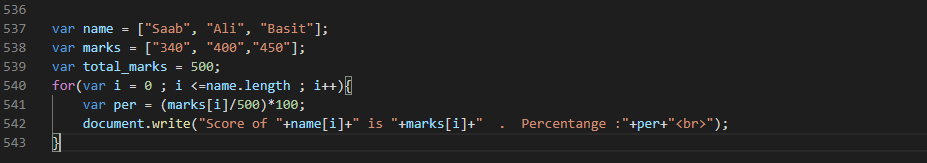 536
537 var name = ["Saab", "Ali", "Basit"];
538 var marks = ["340", "400","450"];
539 var total_marks = 500;
540 for(var i = 0 ; i <=name.length ; i++){
541 var per = (marks[i]/500)*100;
542 document.write("Score of "+name[i]+" is "+marks[i]+"  .  Percentange :"+per+"<br>");
543 }